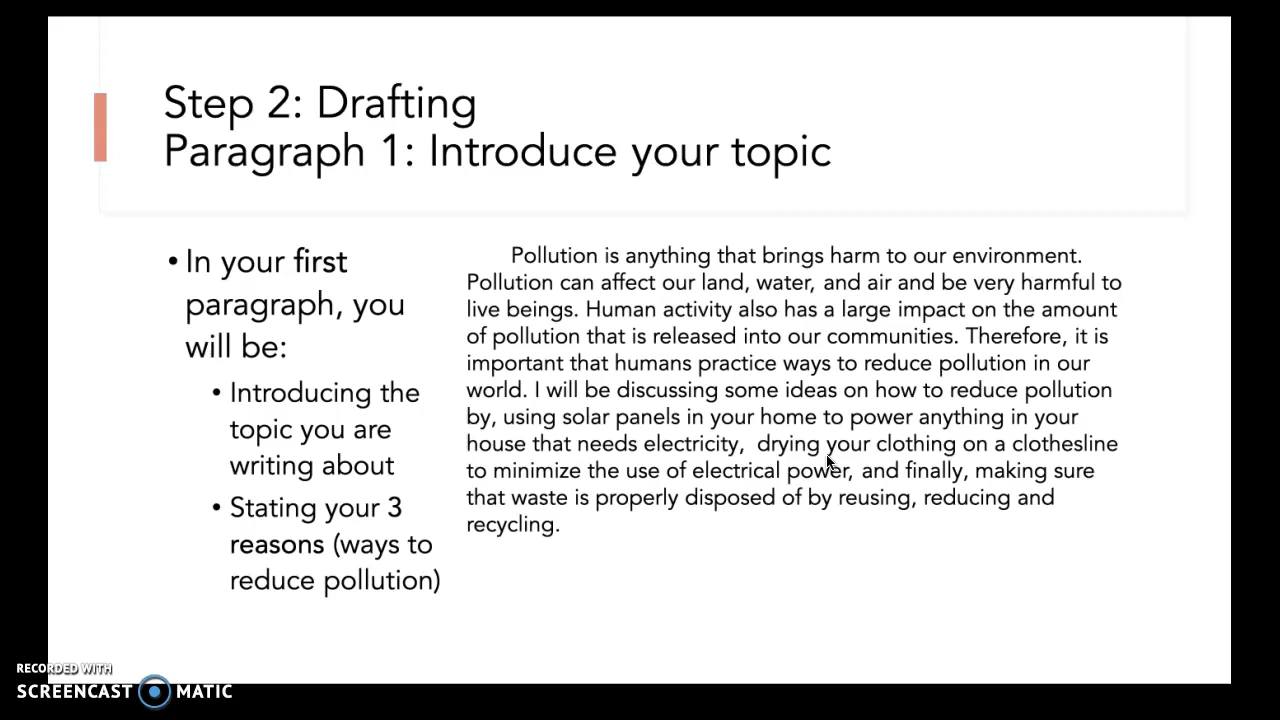 Step 2: Drafting
Paragraph 1: Introduce your topic
• In your first
paragraph, you
will be:
• Introducing the
topic you are
writing about
• Stating your 3
reasons (ways to
reduce pollution)
Pollution is anything that brings harm to our environment.
Pollution can affect our land, water, and air and be very harmful to
live beings. Human activity also has a large impact on the amount
of pollution that is released into our communities. Therefore, it is
important that humans practice ways to reduce pollution in our
world. I will be discussing some ideas on how to reduce pollution
by, using solar panels in your home to power anything in your
house that needs electricity,  drying your clothing on a clothesline
to minimize the use of electrical power, and finally, making sure
that waste is properly disposed of by reusing, reducing and
recycling.
RECORDED WITH
SCREENCAST MATIC